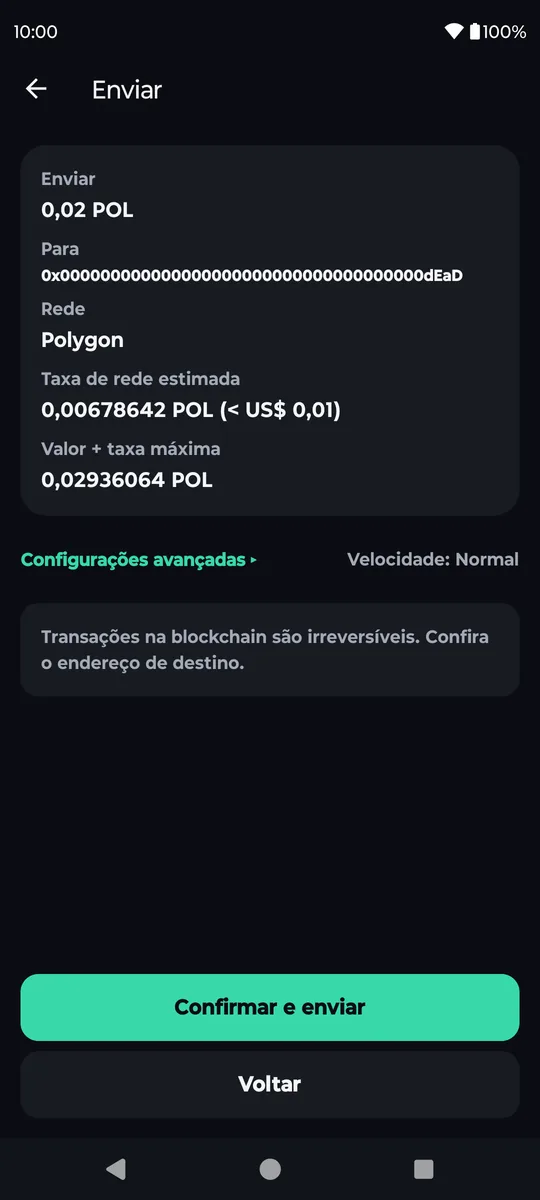 10:00
100%
Enviar
Enviar
0,02 POL
Para
0x000000000000000000000000000000000000dEaD
Rede
Polygon
Taxa de rede estimada
0,00678642 POL (< US$ 0,01)
Valor + taxa máxima
0,02936064 POL
Configurações avançadas ▸
Velocidade: Normal
Transações na blockchain são irreversíveis. Confira
o endereço de destino.
Confirmar e enviar
Voltar